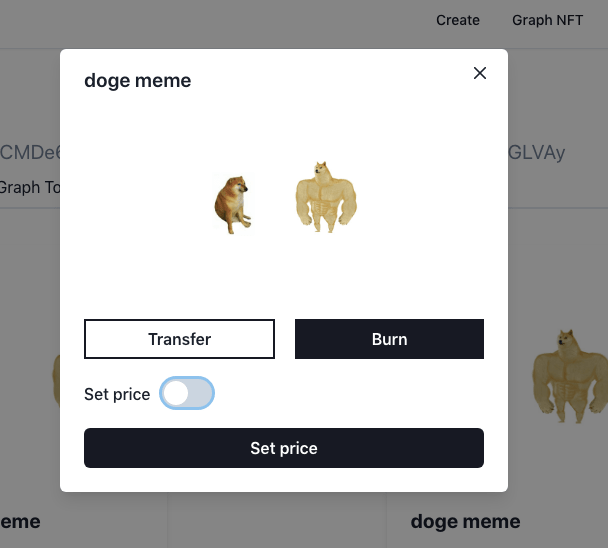 Create Graph NFT
doge meme
CMDe6 GLVAy
Graph To
Transfer Burn
Set price
Set price
eme doge meme